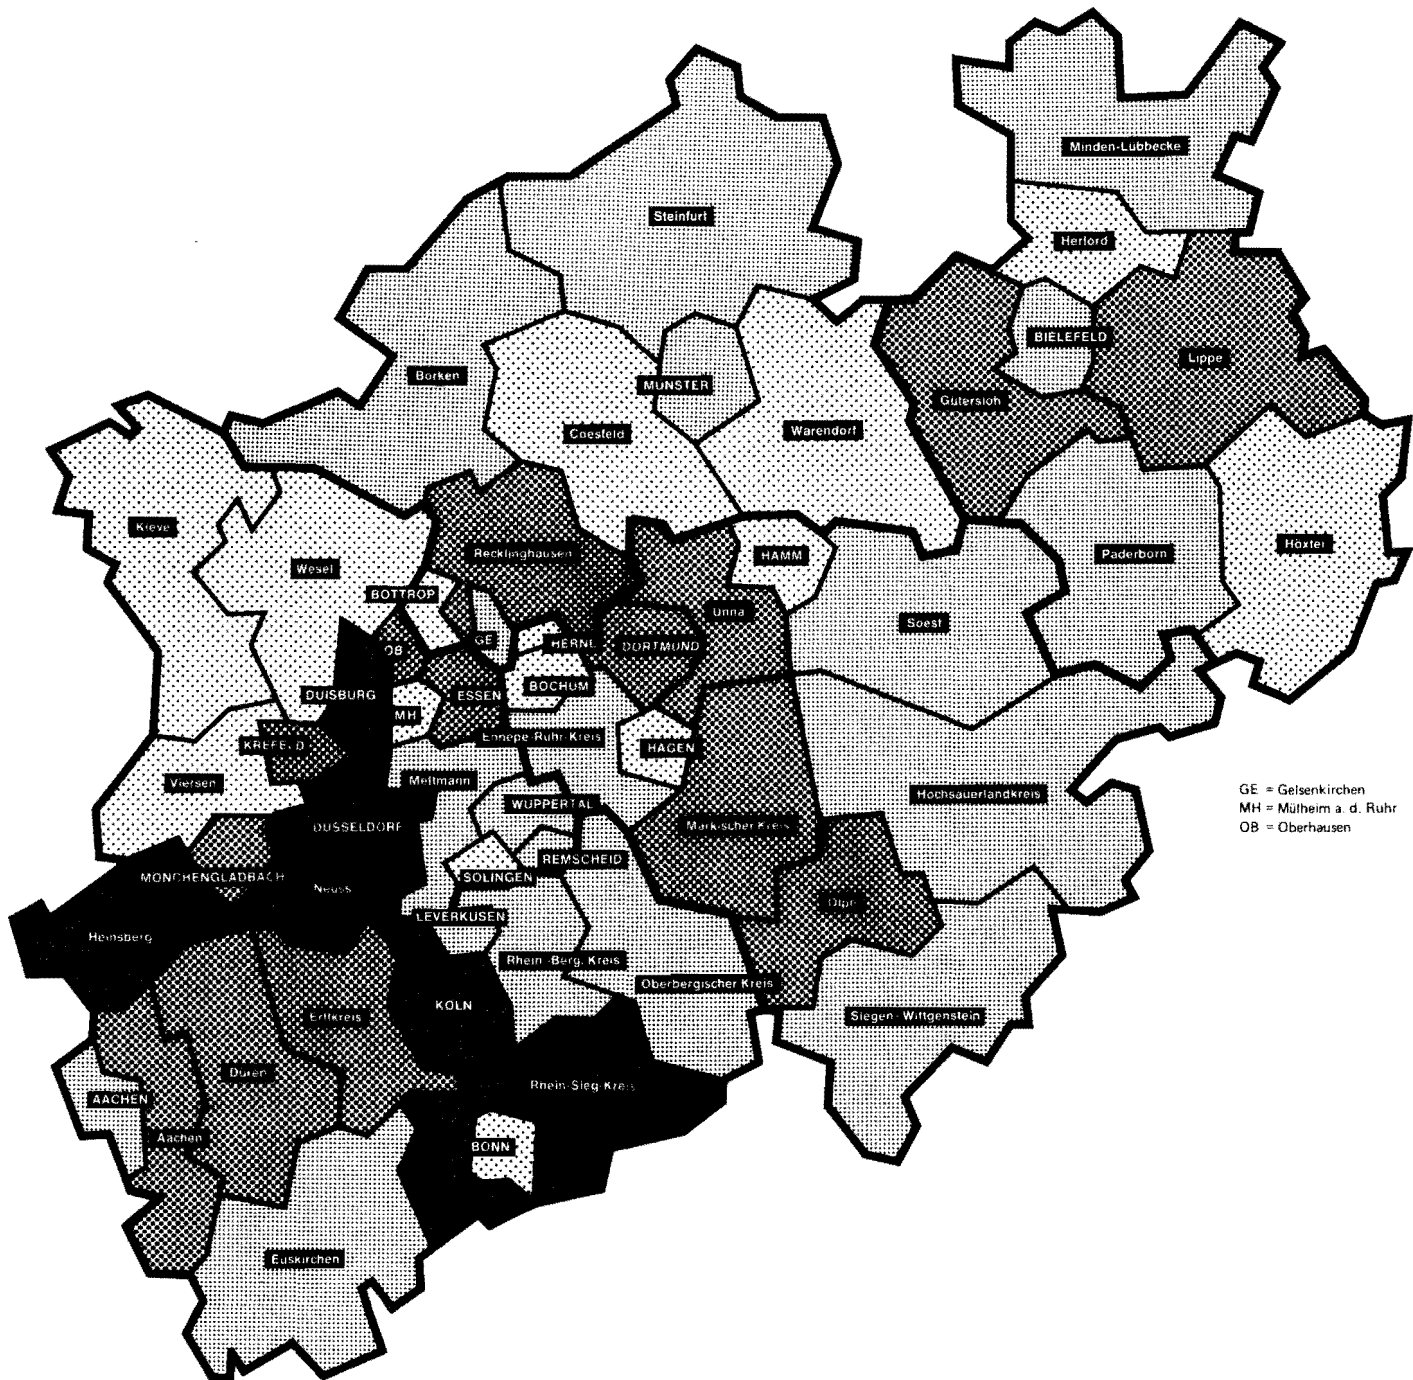 Minden-Lübbecke
Steinfurt
Herford
BIELEFELD
Lippe
Borken
MÜNSTER
Gütersloh
Coesfeld
Warendorf
Kleve
Recklinghausen
HAMM
Paderborn
Höxter
Wesel
BOTTROP
Unna
Soest
GE
HERNE
DORTMUND
OB
BOCHUM
DUISBURG
ESSEN
MH
Ennepe-Ruhr-Kreis
HAGEN
KREFELD
Viersen
Mettmann
Hochsauerlandkreis
GE = Gelsenkirchen
MH = Mülheim a. d. Ruhr
OB = Oberhausen
WUPPERTAL
DÜSSELDORF
Märkischer Kreis
REMSCHEID
SOLINGEN
MÖNCHENGLADBACH
Neuss
Olpe
LEVERKUSEN
Heinsberg
Rhein.-Berg. Kreis
Oberbergischer Kreis
KÖLN
Erftkreis
Siegen-Wittgenstein
Düren
Rhein-Sieg-Kreis
AACHEN
Aachen
BONN
Euskirchen